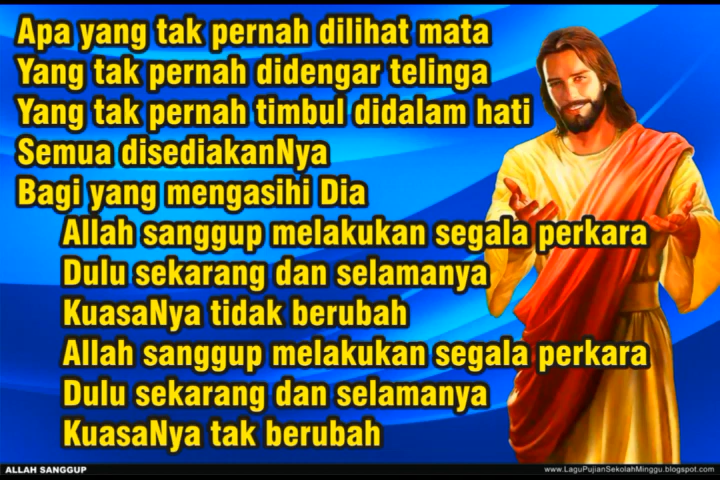 Apa yang tak pernah dilihat mata
Yang tak pernah didengar telinga
Yang tak pernah timbul didalam hati
Semua disediakanNya
Bagi yang mengasihi Dia
Allah sanggup melakukan segala perkara
Dulu sekarang dan selamanya
KuasaNya tidak berubah
Allah sanggup melakukan segala perkara
Dulu sekarang dan selamanya
KuasaNya tak berubah
ALLAH SANGGUP
www.LaguPujianSekolahMinggu.blogspot.com